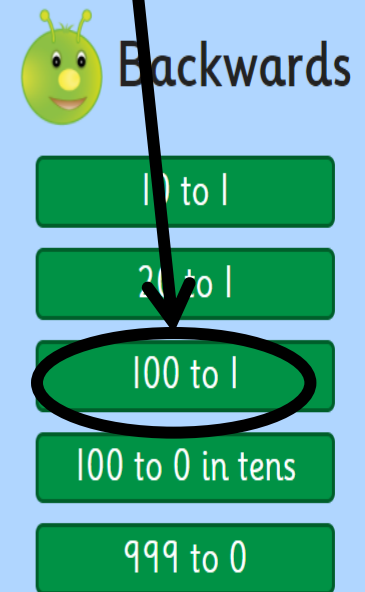 Backwards
10 to 1
20 to 1
100 to 1
100 to 0 in tens
999 to 0